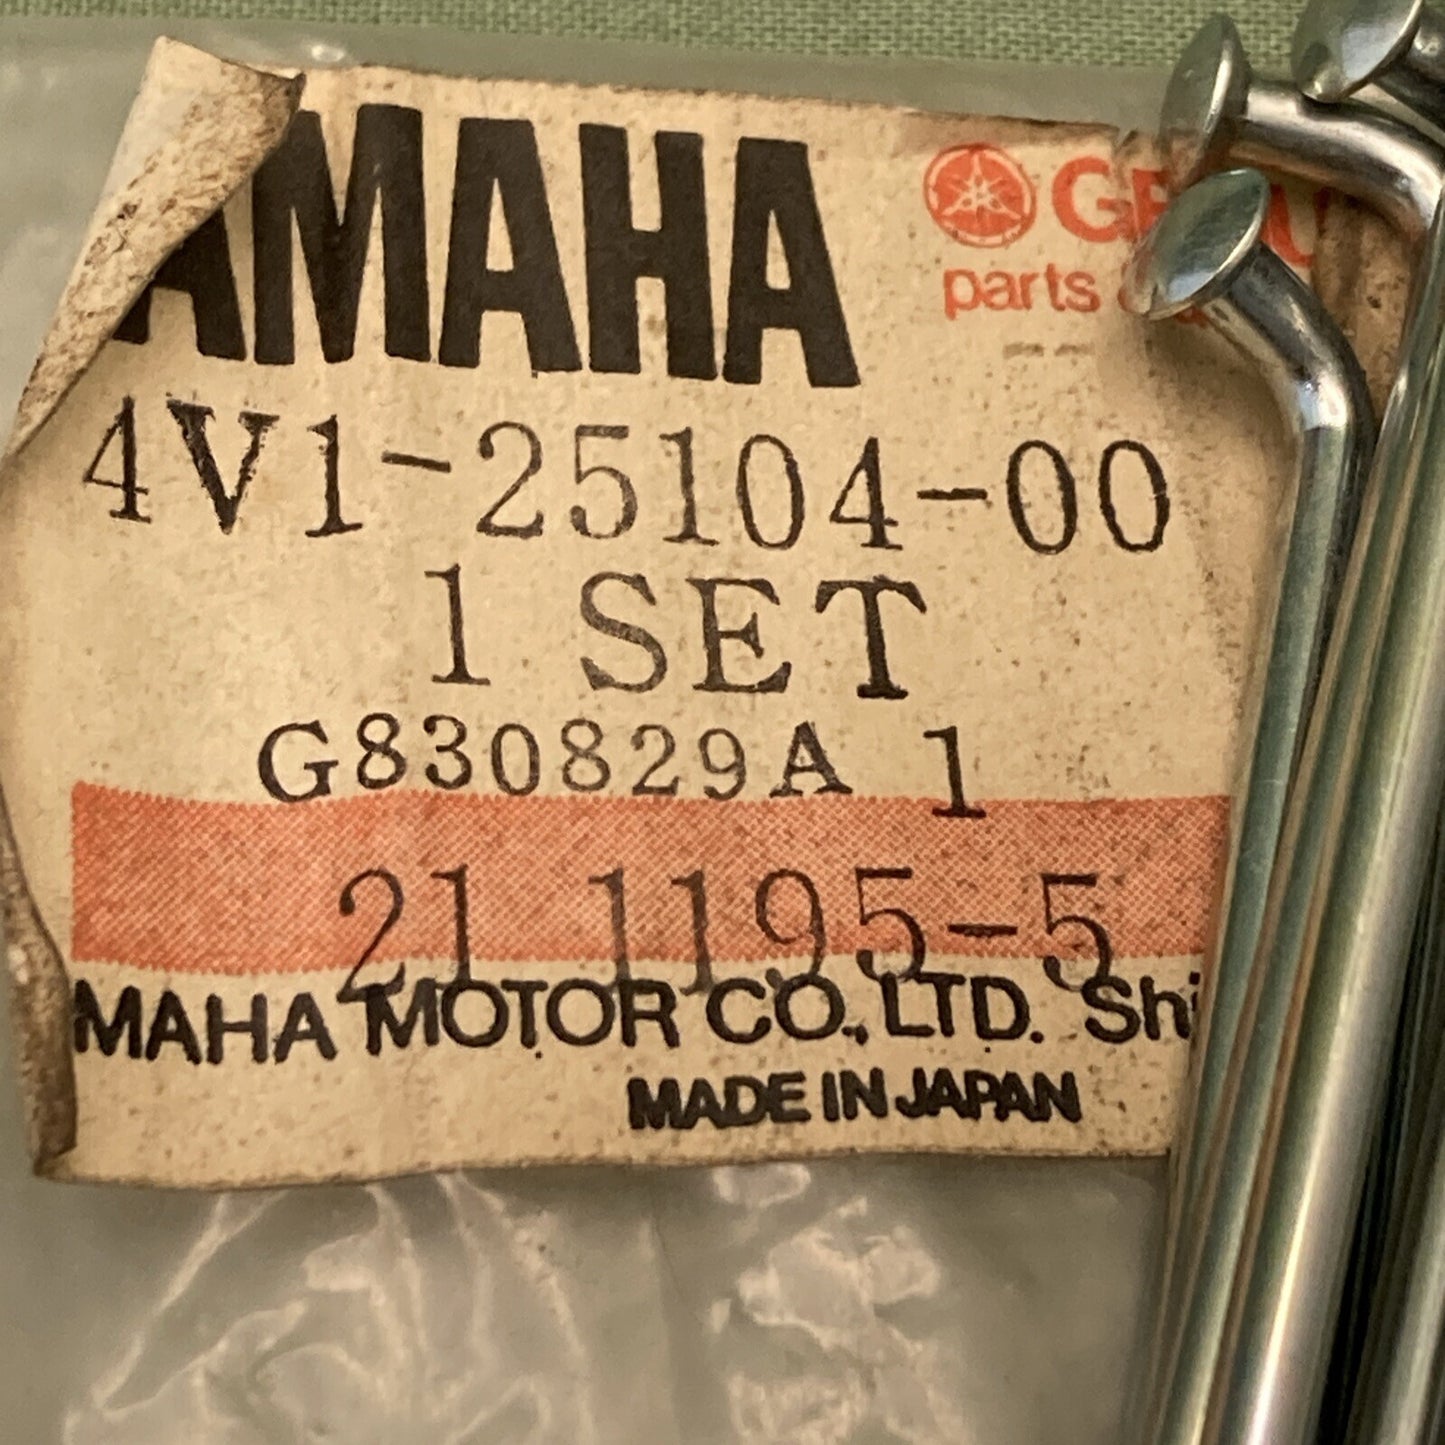 AMAHA
parts
4V1-25104-00
1 SET
G830829A 1
21 1195-5
MAHA MOTOR CO., LTD. Shi
MADE IN JAPAN